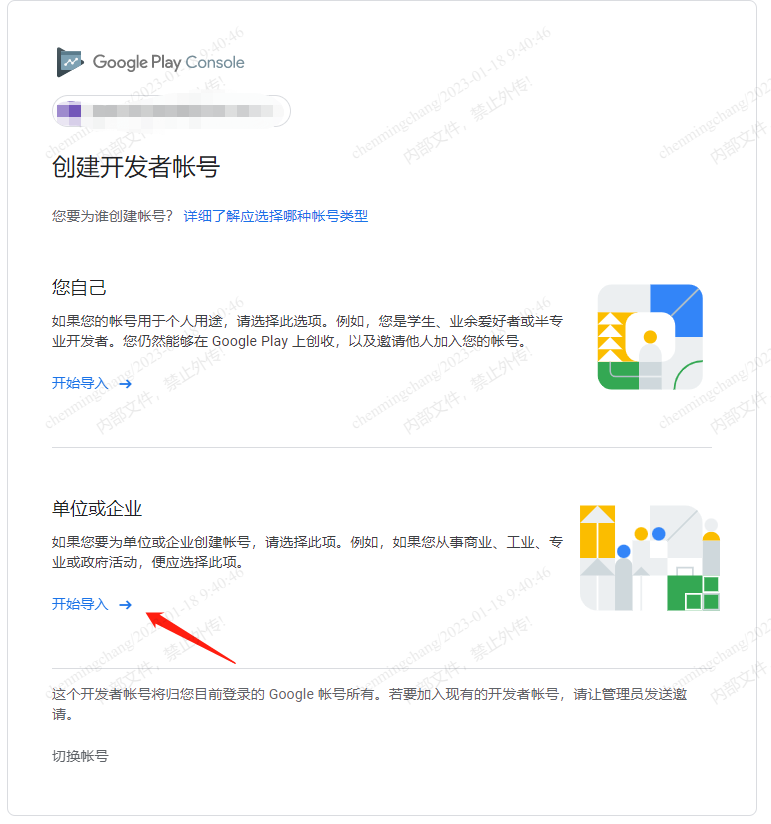 Google Play Console
创建开发者帐号
您要为谁创建帐号? 详细了解应选择哪种帐号类型
您自己
如果您的帐号用于个人用途，请选择此选项。例如，您是学生、业余爱好者或半专
业开发者。您仍然能够在 Google Play 上创收，以及邀请他人加入您的帐号。
开始导入 →
单位或企业
如果您要为单位或企业创建帐号，请选择此项。例如，如果您从事商业、工业、专
业或政府活动，便应选择此项。
开始导入 →
这个开发者帐号将归您目前登录的 Google 帐号所有。若要加入现有的开发者帐号，请让管理员发送邀
请。
切换帐号
chenmingchang/2023-01-18 9:40:46
内部文件，禁止外传!